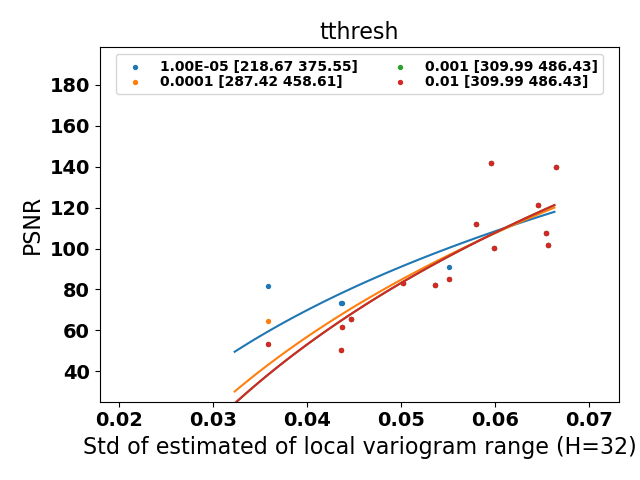 tthresh
1.00E-05 [218.67 375.55]
0.0001 [287.42 458.61]
0.001 [309.99 486.43]
0.01 [309.99 486.43]
PSNR
180
160
140
120
100
80
60
40
0.02 0.03 0.04 0.05 0.06 0.07
Std of estimated of local variogram range (H=32)